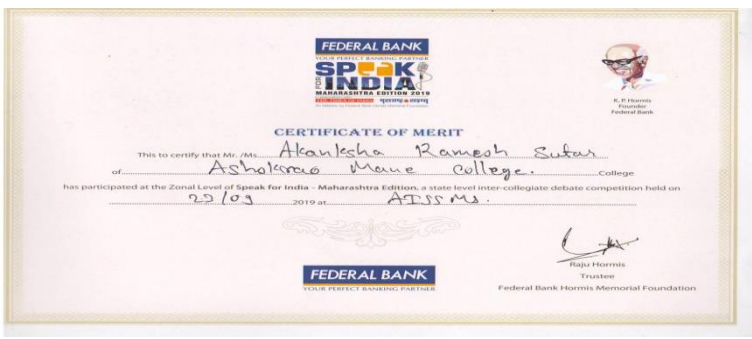 FEDERAL BANK
YOUR PERFECT BANKING PARTNER
SPEAK
FOR INDIA
MAHARASHTRA EDITION 2019
K. P. Hormis
Founder
Federal Bank
CERTIFICATE OF MERIT
This to certify that Mr. /Ms. Akanksha Ramesh Sutar
of Ashokrao Mane College. College
has participated at the Zonal Level of Speak for India – Maharashtra Edition, a state level inter-collegiate debate competition held on
/09 2019 at AISSMS.
Raju Hormis
Trustee
Federal Bank Hormis Memorial Foundation
FEDERAL BANK
YOUR PERFECT BANKING PARTNER